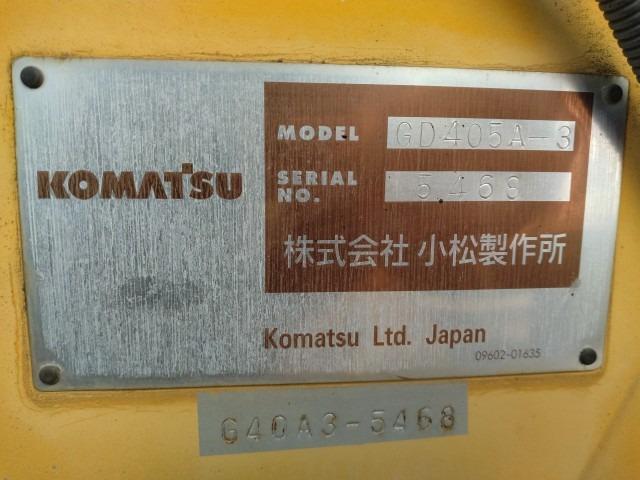 KOMATSU
MODEL GD405A-3
SERIAL NO. 5468
株式会社 小松製作所
Komatsu Ltd. Japan
09602-01635
G40A3-5468